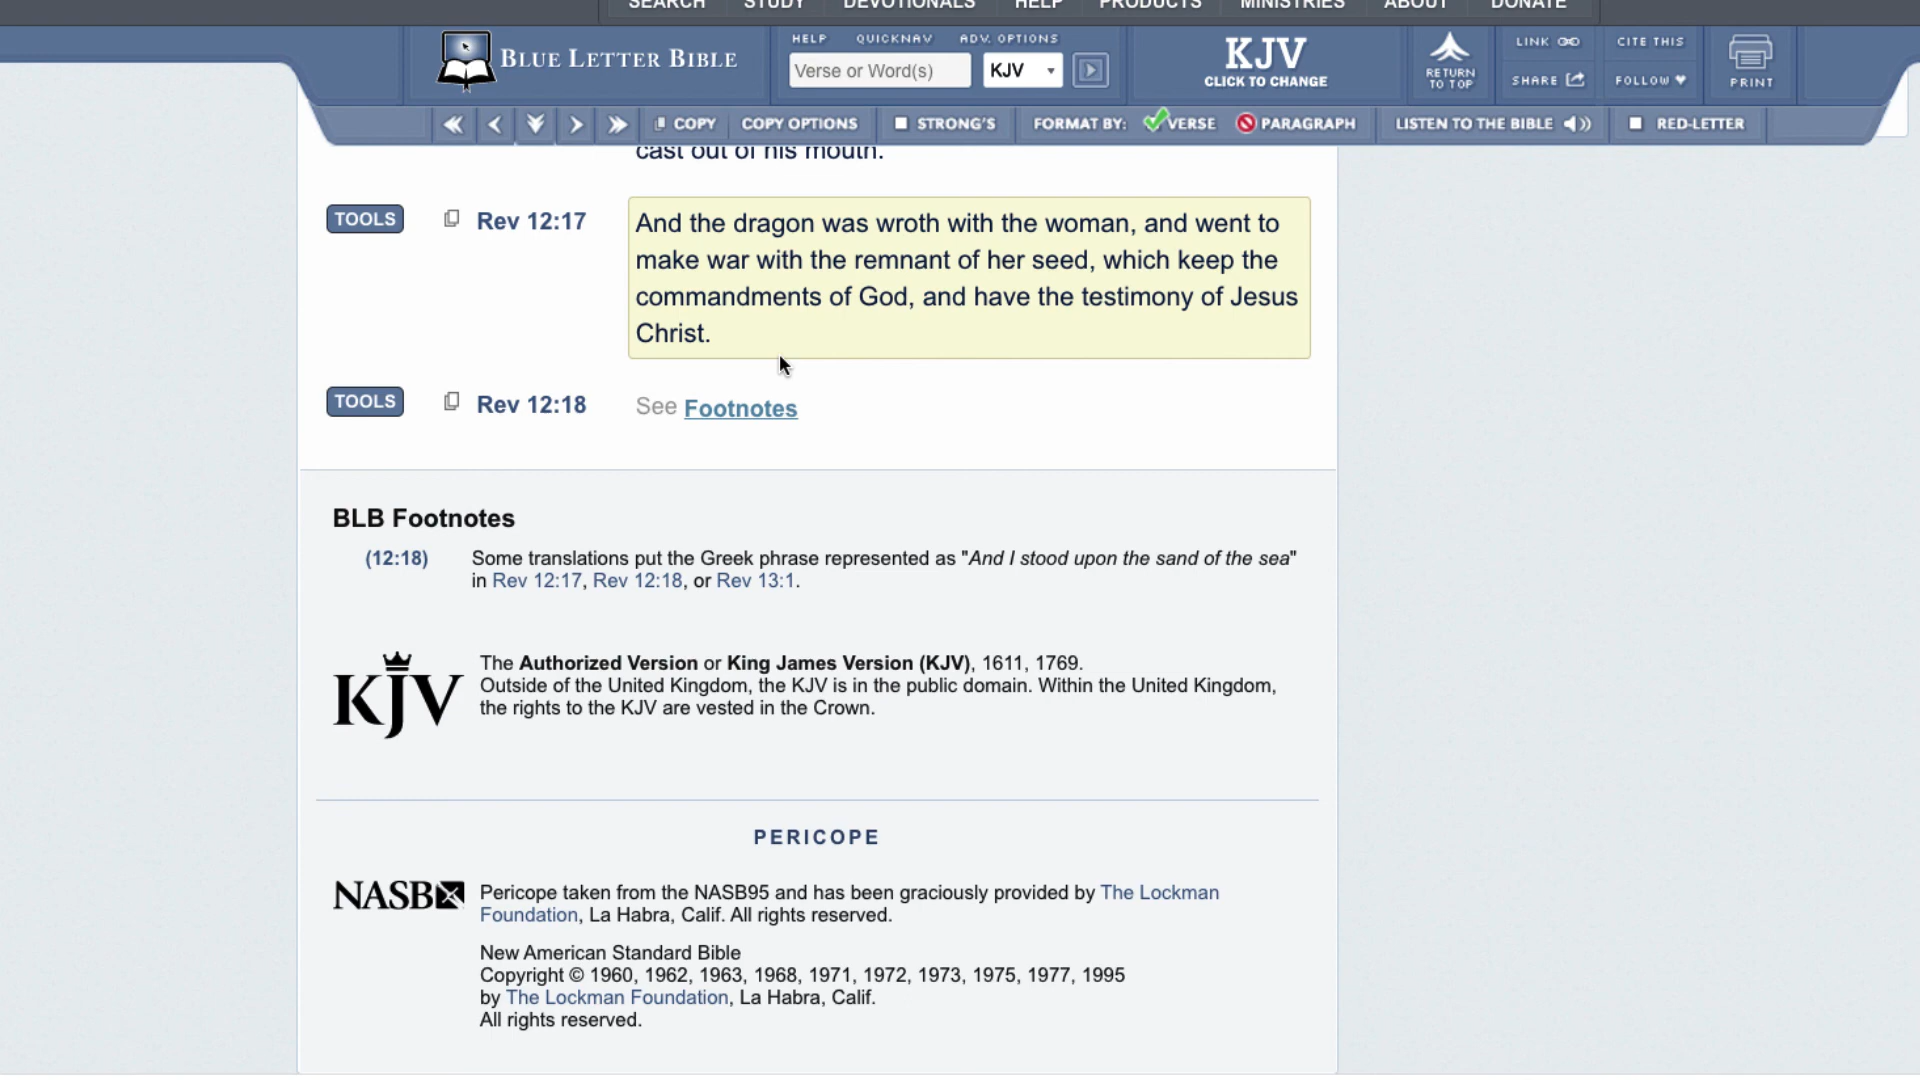 SEARCH STUDY DEVOTIONALS HELP PRODUCTS MINISTRIES ABOUT DONATE
BLUE LETTER BIBLE
HELP QUICKNAV ADV. OPTIONS
Verse or Word(s) KJV
KJV
CLICK TO CHANGE
RETURN
TO TOP
LINK
SHARE
CITE THIS
FOLLOW
PRINT
COPY COPY OPTIONS STRONG'S FORMAT BY: VERSE PARAGRAPH LISTEN TO THE BIBLE RED-LETTER
cast out of his mouth.
TOOLS Rev 12:17
And the dragon was wroth with the woman, and went to
make war with the remnant of her seed, which keep the
commandments of God, and have the testimony of Jesus
Christ.
TOOLS Rev 12:18 See Footnotes
BLB Footnotes
(12:18) Some translations put the Greek phrase represented as "And I stood upon the sand of the sea"
in Rev 12:17, Rev 12:18, or Rev 13:1.
KJV
The Authorized Version or King James Version (KJV), 1611, 1769.
Outside of the United Kingdom, the KJV is in the public domain. Within the United Kingdom,
the rights to the KJV are vested in the Crown.
PERICOPE
NASB
Pericope taken from the NASB95 and has been graciously provided by The Lockman
Foundation, La Habra, Calif. All rights reserved.
New American Standard Bible
Copyright © 1960, 1962, 1963, 1968, 1971, 1972, 1973, 1975, 1977, 1995
by The Lockman Foundation, La Habra, Calif.
All rights reserved.